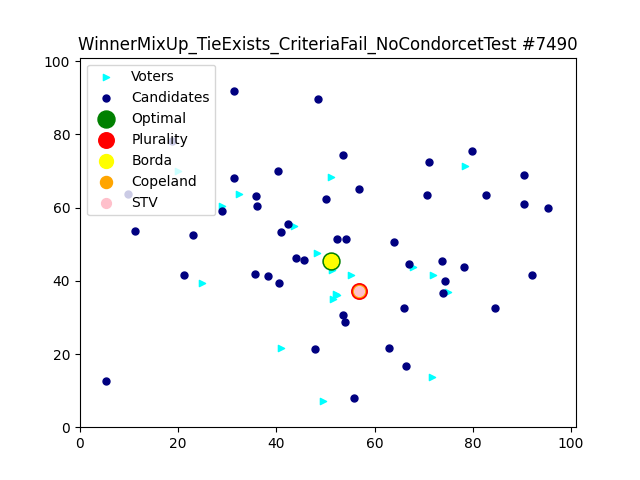 WinnerMixUp_TieExists_CriteriaFail_NoCondorcetTest #7490
100
80
60
40
20
0
Voters
Candidates
Optimal
Plurality
Borda
Copeland
STV
0 20 40 60 80 100